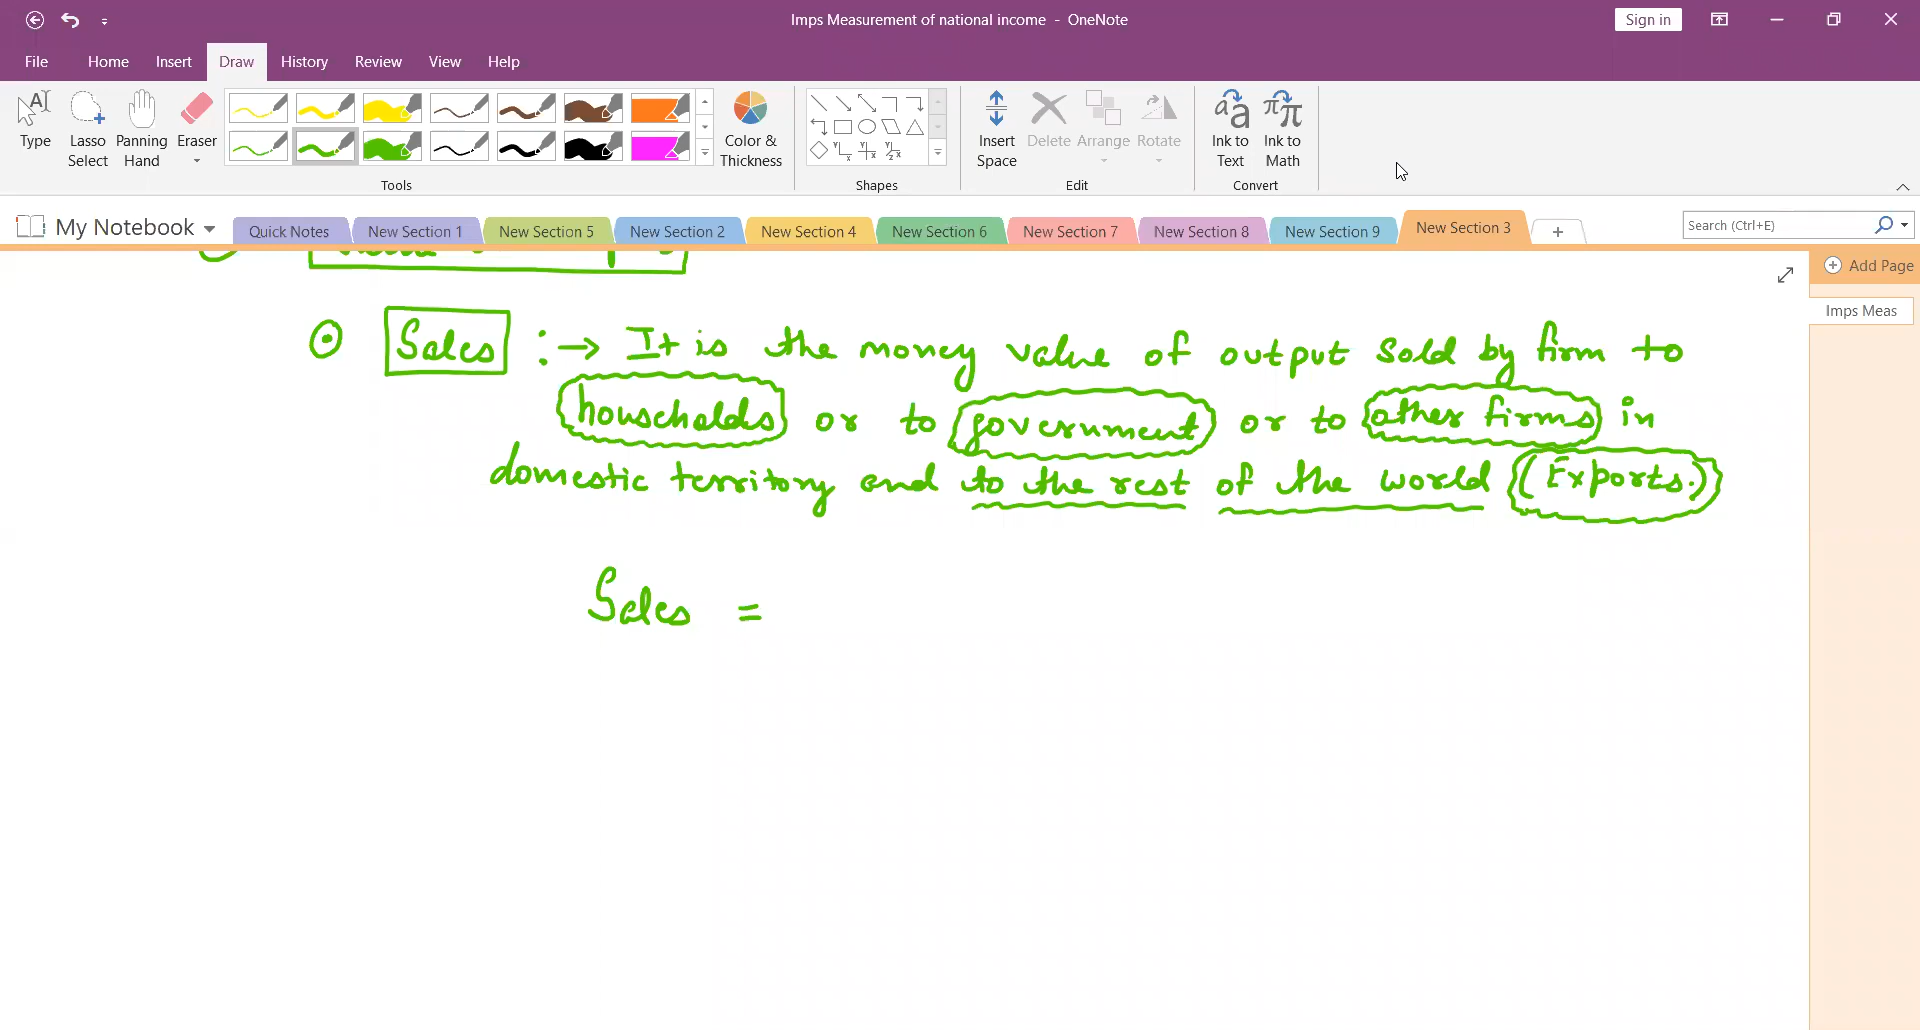 Imps Measurement of national income - OneNote
Sign in
File Home Insert Draw History Review View Help
Type
Lasso Select
Panning Hand
Eraser
Color & Thickness
Insert Space
Delete
Arrange
Rotate
Ink to Text
Ink to Math
Tools Shapes Edit Convert
My Notebook Quick Notes New Section 1 New Section 5 New Section 2 New Section 4 New Section 6 New Section 7 New Section 8 New Section 9 New Section 3 + Search (Ctrl+E)
Add Page
Imps Meas
Sales :→ It is the money value of output sold by firm to
households or to government or to other firms in
domestic territory and to the rest of the world (Exports.)
Sales =